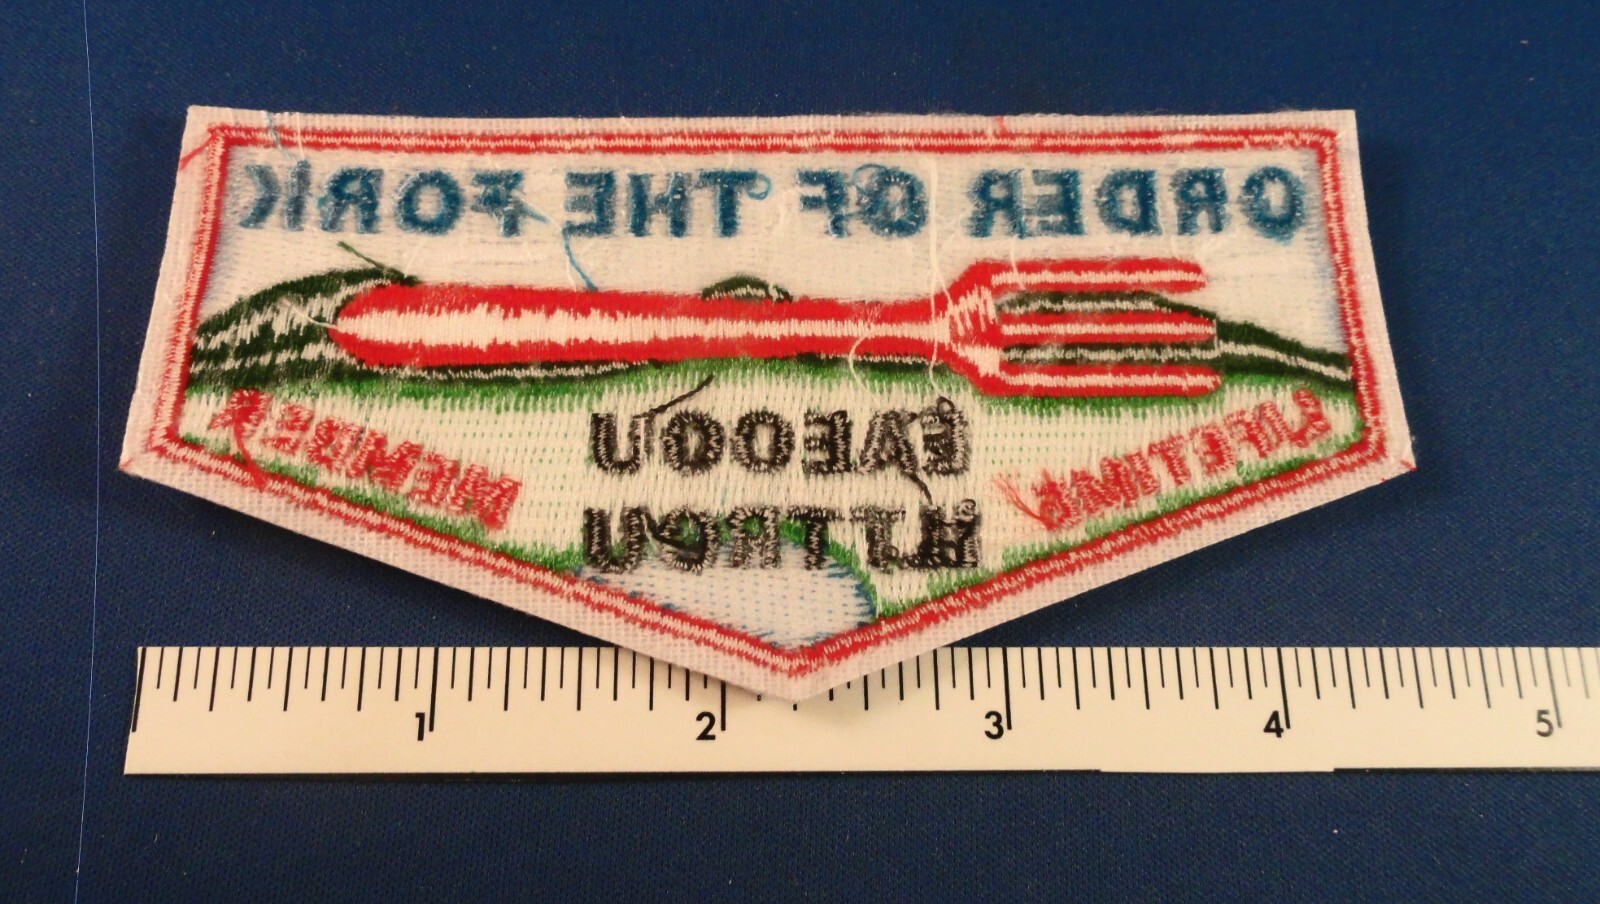 ORDER OF THE FORK
LIFETIME
MEMBER
1 2 3 4 5